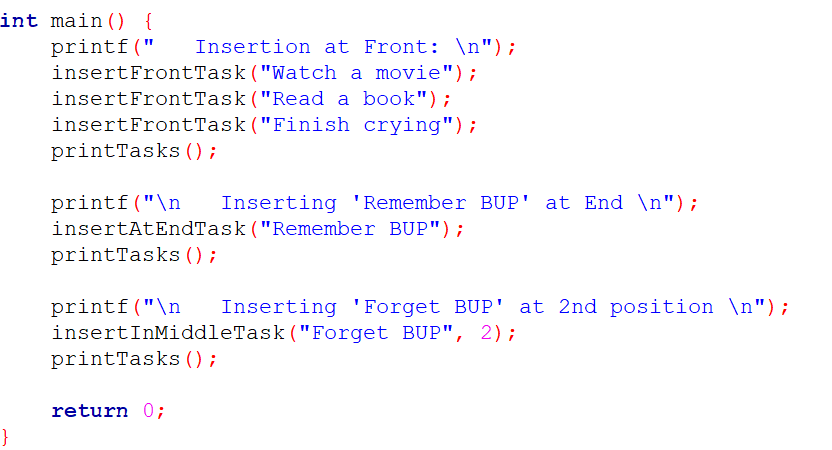 int main() {
    printf("   Insertion at Front: \n");
    insertFrontTask("Watch a movie");
    insertFrontTask("Read a book");
    insertFrontTask("Finish crying");
    printTasks();

    printf("\n   Inserting 'Remember BUP' at End \n");
    insertAtEndTask("Remember BUP");
    printTasks();

    printf("\n   Inserting 'Forget BUP' at 2nd position \n");
    insertInMiddleTask("Forget BUP", 2);
    printTasks();

    return 0;
}